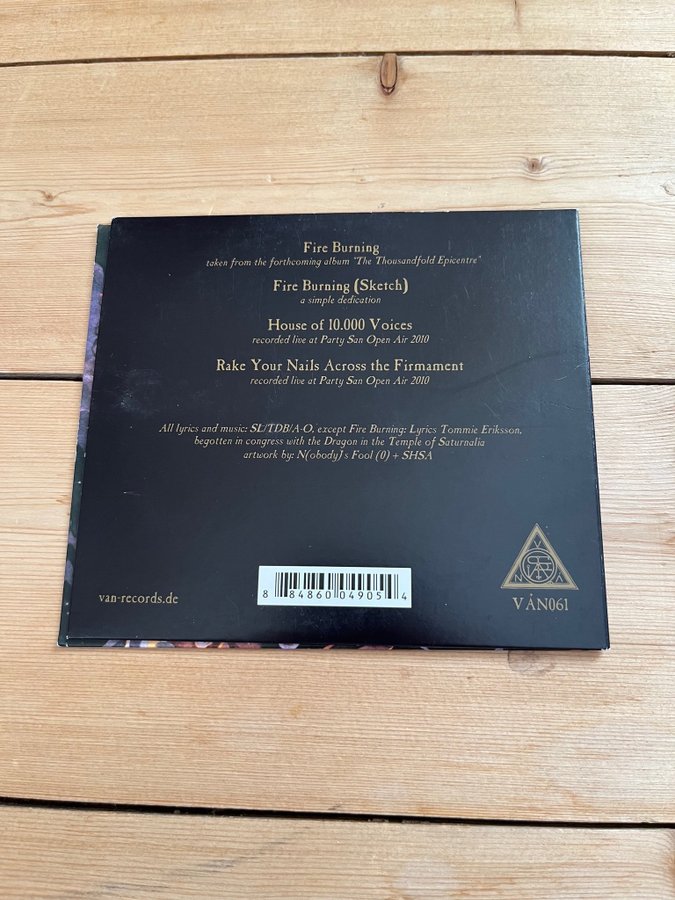 Fire Burning
taken from the forthcoming album "The Thousandfold Epicentre"
Fire Burning (Sketch)
a simple dedication
House of 10.000 Voices
recorded live at Party San Open Air 2010
Rake Your Nails Across the Firmament
recorded live at Party San Open Air 2010
All lyrics and music: SL/TDB/A-O, except Fire Burning: Lyrics Tommie Eriksson,
begotten in congress with the Dragon in the Temple of Saturnalia
artwork by: N(obody)s Fool (0) + SHSA
van-records.de
8 84860 04905 4
V
N A
VÅN061